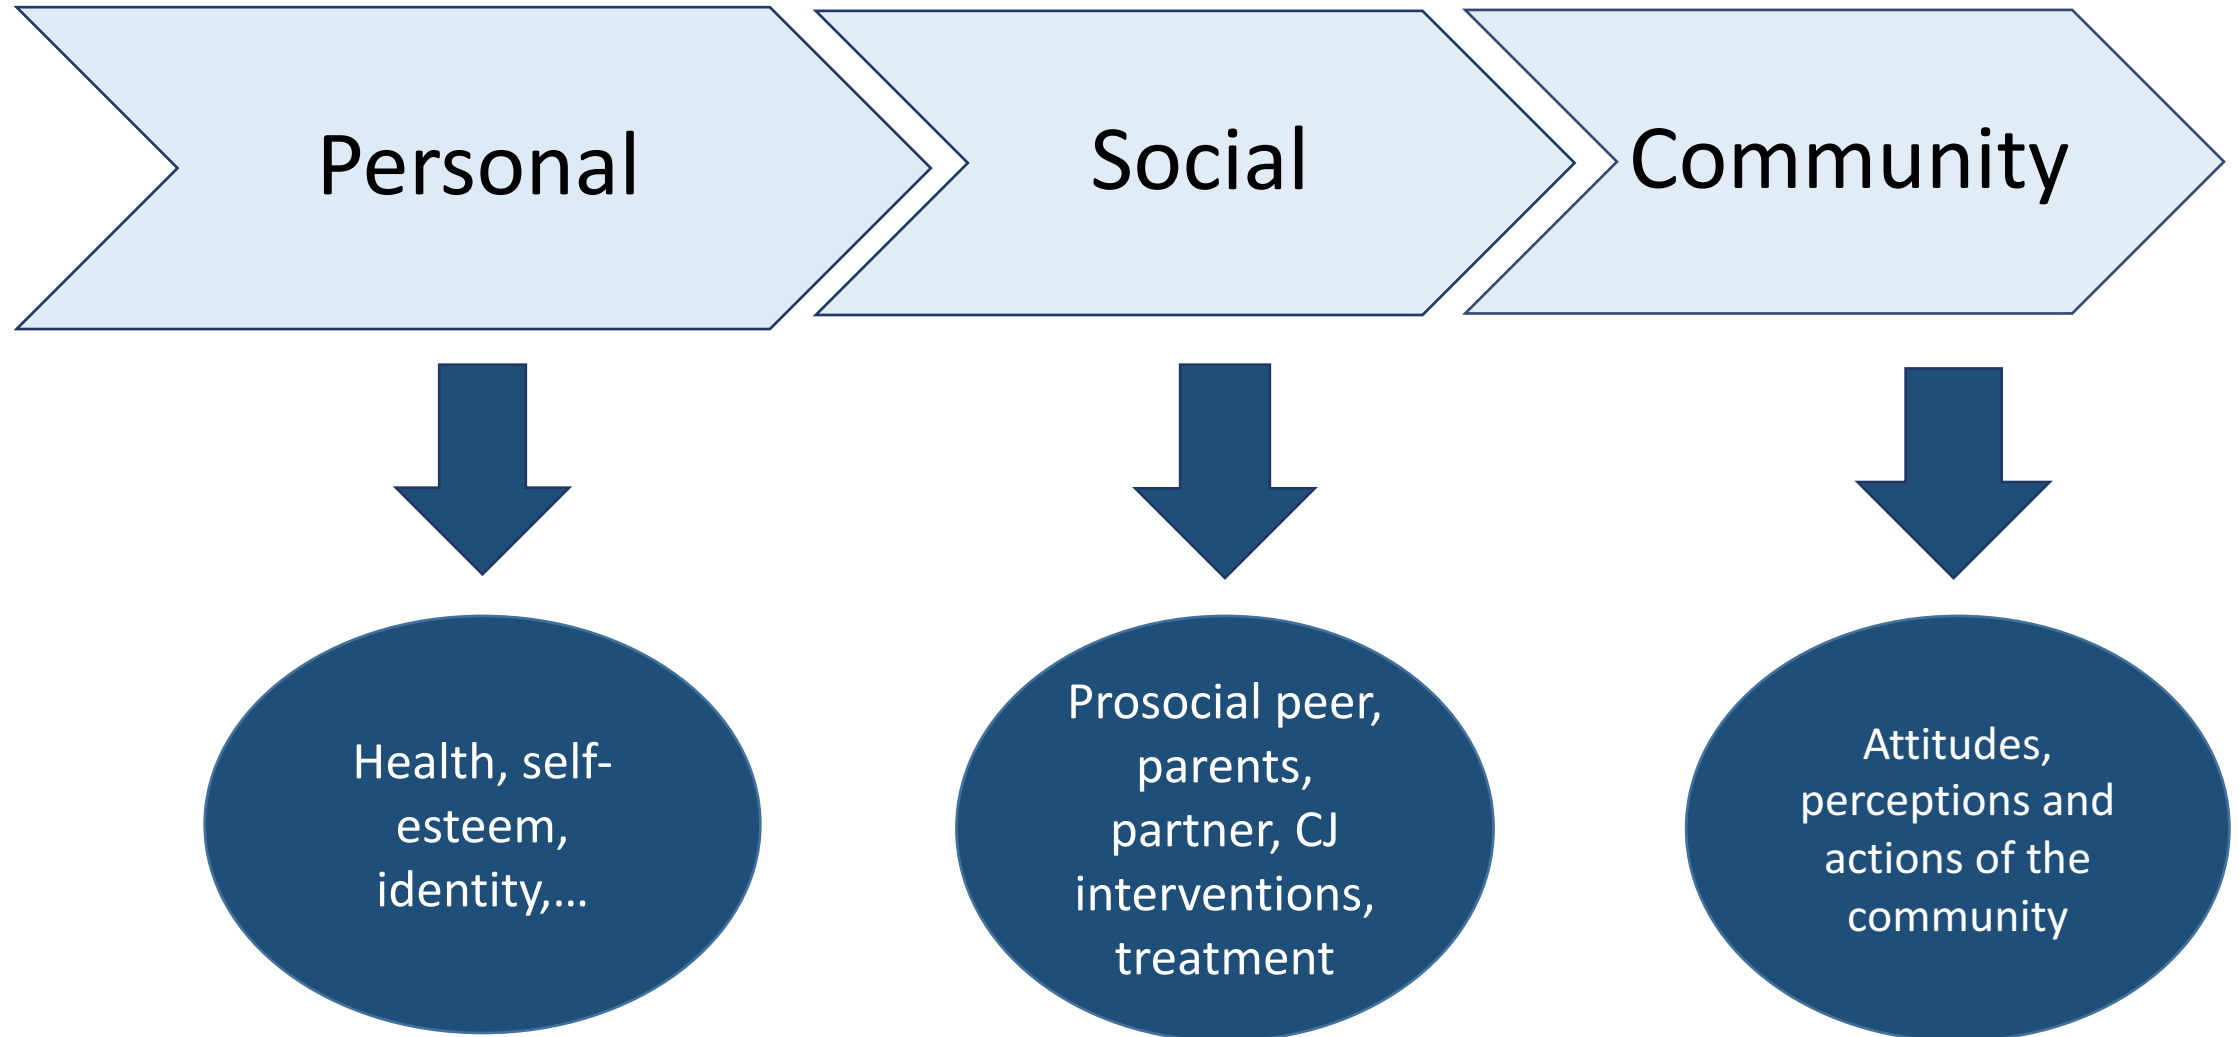 Personal
Social
Community
Health, self-
esteem,
identity,...
Prosocial peer,
parents,
partner, CJ
interventions,
treatment
Attitudes,
perceptions and
actions of the
community